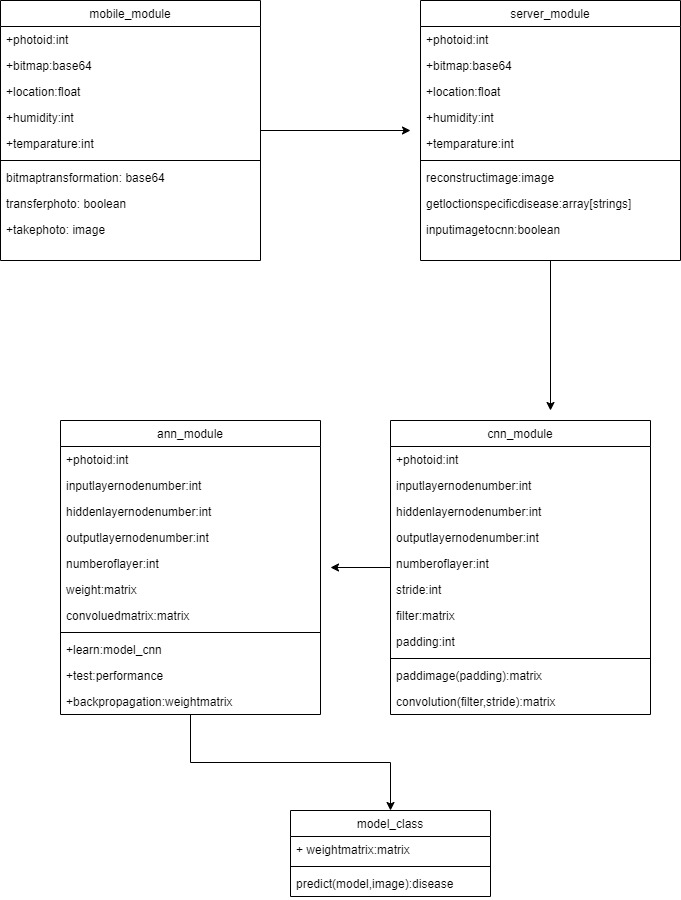 mobile_module
+photoid:int
+bitmap:base64
+location:float
+humidity:int
+temparature:int
bitmaptransformation: base64
transferphoto: boolean
+takephoto: image
server_module
+photoid:int
+bitmap:base64
+location:float
+humidity:int
+temparature:int
reconstructimage:image
getloctionspecificdisease:array[strings]
inputimagetocnn:boolean
ann_module
+photoid:int
inputlayernodenumber:int
hiddenlayernodenumber:int
outputlayernodenumber:int
numberoflayer:int
weight:matrix
convoluedmatrix:matrix
+learn:model_cnn
+test:performance
+backpropagation:weightmatrix
cnn_module
+photoid:int
inputlayernodenumber:int
hiddenlayernodenumber:int
outputlayernodenumber:int
numberoflayer:int
stride:int
filter:matrix
padding:int
paddimage(padding):matrix
convolution(filter,stride):matrix
model_class
+ weightmatrix:matrix
predict(model,image):disease